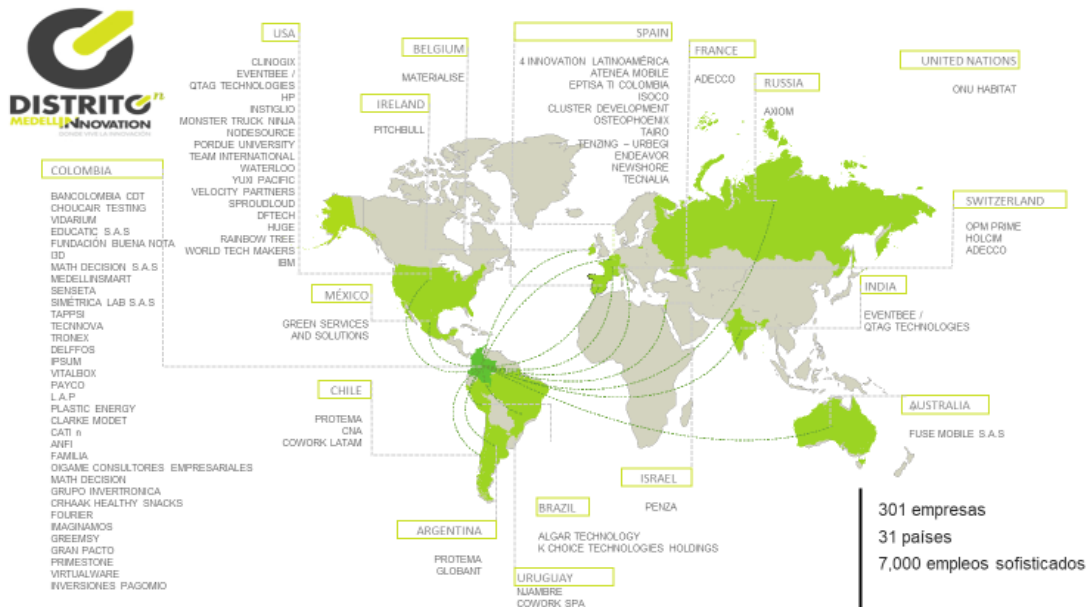 DISTRITO n
MEDELLINNOVATION
DONDE VIVE LA INNOVACIÓN
COLOMBIA
BANCOLOMBIA CDT
CHOUCAIR TESTING
VIDARIUM
EDUCATIC S.A.S
FUNDACIÓN BUENA NOTA
I3D
MATH DECISION S.A.S
MEDELLINSMART
SENSETA
SIMÉTRICA LAB S.A.S
TAPPSI
TECNNOVA
TRONEX
DELFFOS
IPSUM
VITALBOX
PAYCO
L.A.P
PLASTIC ENERGY
CLARKE MODET
CATI n
ANFI
FAMILIA
OIGAME CONSULTORES EMPRESARIALES
MATH DECISION
GRUPO INVERTRONICA
CRHAAK HEALTHY SNACKS
FOURIER
IMAGINAMOS
GREEMSY
GRAN PACTO
PRIMESTONE
VIRTUALWARE
INVERSIONES PAGOMIO
USA
CLINOGIX
EVENTBEE /
QTAG TECHNOLOGIES
HP
INSTIGLIO
MONSTER TRUCK NINJA
NODESOURCE
PORDUE UNIVERSITY
TEAM INTERNATIONAL
WATERLOO
YUXI PACIFIC
VELOCITY PARTNERS
SPROUDLOUD
DFTECH
HUGE
RAINBOW TREE
WORLD TECH MAKERS
IBM
BELGIUM
MATERIALISE
IRELAND
PITCHBULL
SPAIN
4 INNOVATION LATINOAMÉRICA
ATENEA MOBILE
EPTISA TI COLOMBIA
ISOCO
CLUSTER DEVELOPMENT
OSTEOPHOENIX
TAIRO
TENZING – URBEGI
ENDEAVOR
NEWSHORE
TECNALIA
FRANCE
ADECCO
RUSSIA
AXIOM
UNITED NATIONS
ONU HABITAT
SWITZERLAND
OPM PRIME
HOLCIM
ADECCO
INDIA
EVENTBEE /
QTAG TECHNOLOGIES
MÉXICO
GREEN SERVICES
AND SOLUTIONS
CHILE
PROTEMA
CNA
COWORK LATAM
AUSTRALIA
FUSE MOBILE S.A.S
ISRAEL
PENZA
BRAZIL
ALGAR TECHNOLOGY
K CHOICE TECHNOLOGIES HOLDINGS
ARGENTINA
PROTEMA
GLOBANT
URUGUAY
NJAMBRE
COWORK SPA
301 empresas
31 países
7,000 empleos sofisticados